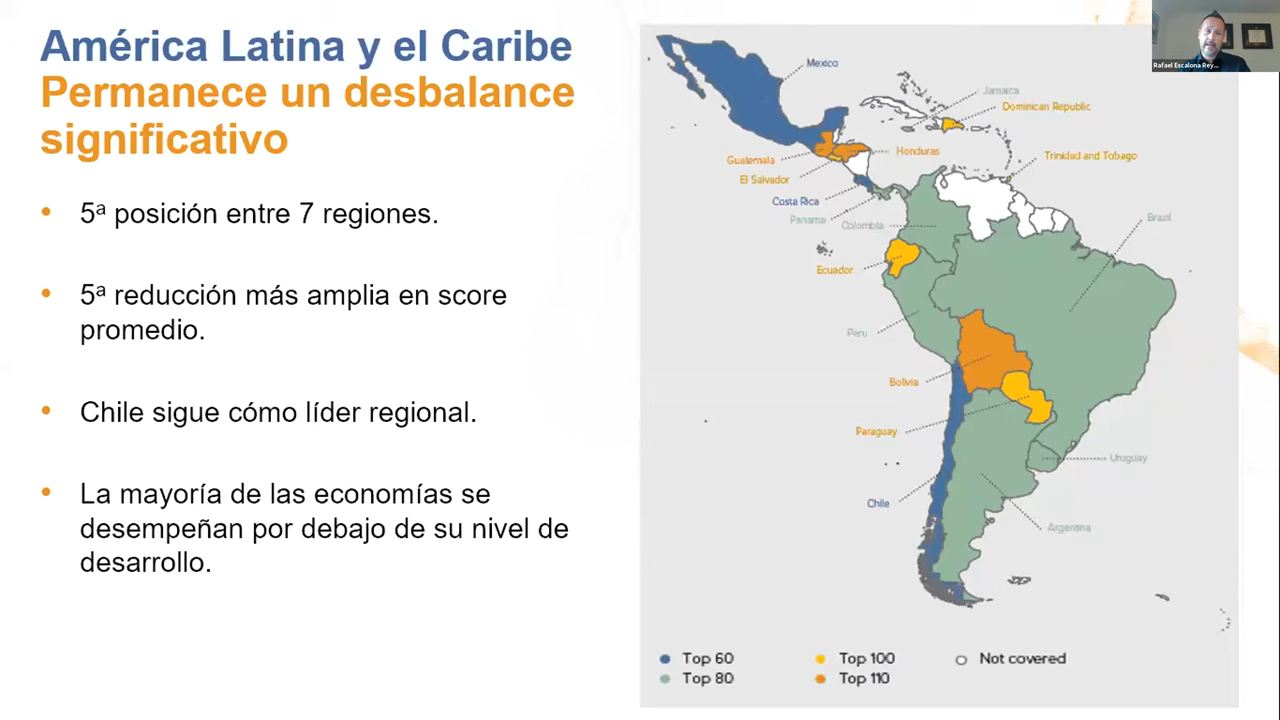 América Latina y el Caribe
Permanece un desbalance
significativo
• 5ª posición entre 7 regiones.
• 5ª reducción más amplia en score
promedio.
• Chile sigue cómo líder regional.
• La mayoría de las economías se
desempeñan por debajo de su nivel de
desarrollo.
Rafael Escalona Rey...
Mexico
Jamaica
Dominican Republic
Guatemala
Honduras
Trinidad and Tobago
El Salvador
Costa Rica
Panama
Colombia
Brazil
Ecuador
Peru
Bolivia
Paraguay
Uruguay
Chile
Argentina
Top 60
Top 100
Not covered
Top 80
Top 110